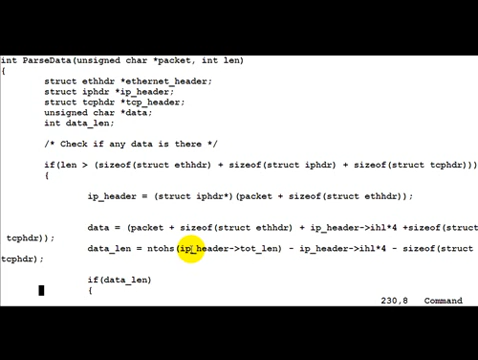 int ParseData(unsigned char *packet, int len)
{
struct ethhdr *ethernet_header;
struct iphdr *ip_header;
struct tcphdr *tcp_header;
unsigned char *data;
int data_len;
/* Check if any data is there */
if(len > (sizeof(struct ethhdr) + sizeof(struct iphdr) + sizeof(struct tcphdr)))
{
ip_header = (struct iphdr*)(packet + sizeof(struct ethhdr));
data = (packet + sizeof(struct ethhdr) + ip_header->ihl*4 +sizeof(struct
tcphdr));
data_len = ntohs(ip_header->tot_len) - ip_header->ihl*4 - sizeof(struct
tcphdr);
if(data_len)
{
230,8 Command